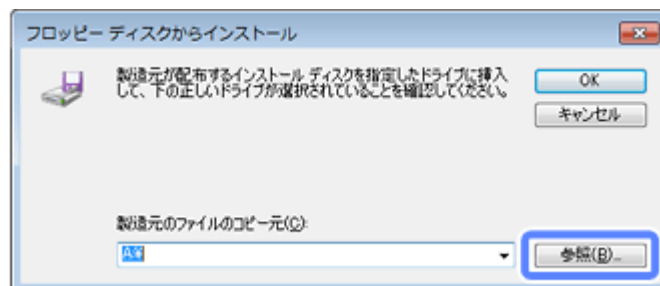 フロッピー ディスクからインストール
製造元が配布するインストール ディスクを指定したドライブに挿入
して、下の正しいドライブが選択されていることを確認してください。
OK
キャンセル
製造元のファイルのコピー元(C):
A:¥
参照(B)...